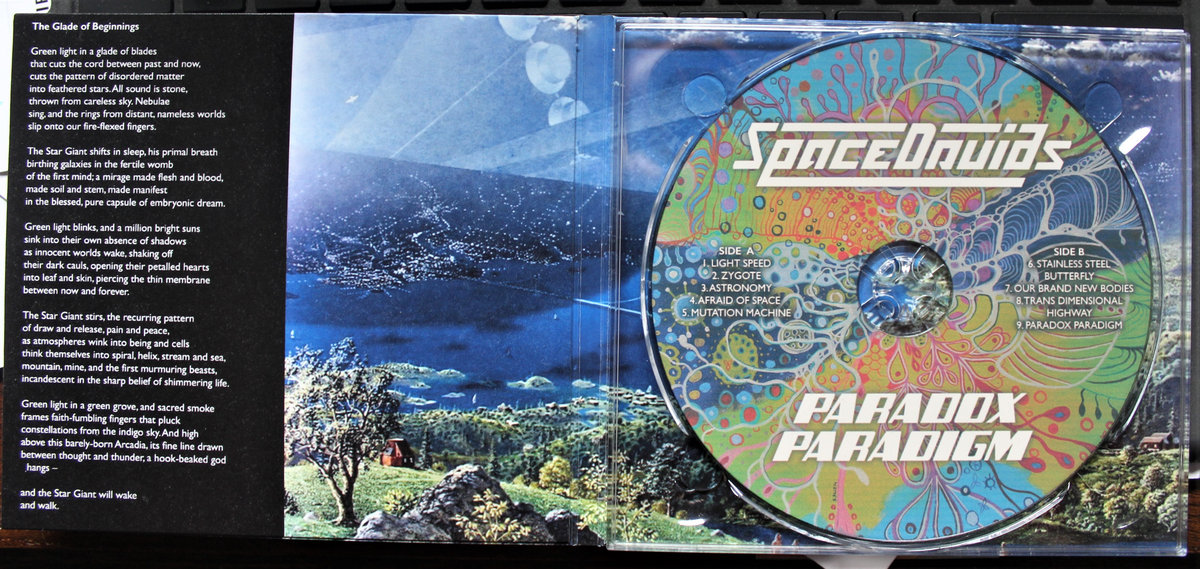 The Glade of Beginnings
Green light in a glade of blades
that cuts the cord between past and now,
cuts the pattern of disordered matter
into feathered stars. All sound is stone,
thrown from careless sky. Nebulae
sing, and the rings from distant, nameless worlds
slip onto our fire-flexed fingers.
The Star Giant shifts in sleep, his primal breath
birthing galaxies in the fertile womb
of the first mind; a mirage made flesh and blood,
made soil and stem, made manifest
in the blessed, pure capsule of embryonic dream.
Green light blinks, and a million bright suns
sink into their own absence of shadows
as innocent worlds wake, shaking off
their dark cauls, opening their petalled hearts
into leaf and skin, piercing the thin membrane
between now and forever.
The Star Giant stirs, the recurring pattern
of draw and release, pain and peace,
as atmospheres wink into being and cells
think themselves into spiral, helix, stream and sea,
mountain, mine, and the first murmuring beasts,
incandescent in the sharp belief of shimmering life.
Green light in a green grove, and sacred smoke
frames faith-fumbling fingers that pluck
constellations from the indigo sky. And high
above this barely-born Arcadia, its fine line drawn
between thought and thunder, a hook-beaked god
hangs –
and the Star Giant will wake
and walk.
SpaceDruids
SIDE A
1. LIGHT SPEED
2. ZYGOTE
3. ASTRONOMY
4. AFRAID OF SPACE
5. MUTATION MACHINE
SIDE B
6. STAINLESS STEEL
BUTTERFLY
7. OUR BRAND NEW BODIES
8. TRANS DIMENSIONAL
HIGHWAY
9. PARADOX PARADIGM
PARADOX
PARADIGM